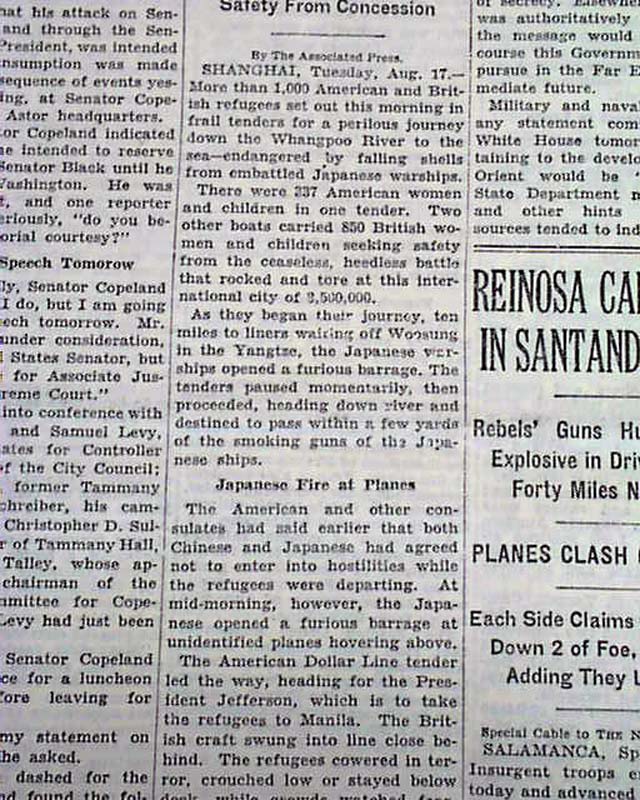 hat his attack on Sen-
and through the Sen-
President, was intended
nsumption was made
sequence of events yes-
ing, at Senator Cope-
Astor headquarters.
or Copeland indicated
he intended to reserve
Senator Black until he
Washington. He was
t, and one reporter
eriously, "do you be-
orial courtesy?"
Speech Tomorow
ly, Senator Copeland
I do, but I am going
eech tomorrow. Mr.
under consideration,
d States Senator, but
for Associate Jus-
reme Court."
into conference with
and Samuel Levy,
ates for Controller
of the City Council;
former Tammany
chreiber, his cam-
Christopher D. Sul-
r of Tammany Hall,
Talley, whose ap-
chairman of the
mmittee for Cope-
Levy had just been
Senator Copeland
ce for a luncheon
fore leaving for
my statement on
he asked.
dashed for the
nd found the fol-
Safety From Concession
By The Associated Press.
SHANGHAI, Tuesday, Aug. 17.—
More than 1,000 American and Brit-
ish refugees set out this morning in
frail tenders for a perilous journey
down the Whangpoo River to the
sea—endangered by falling shells
from embattled Japanese warships.
There were 337 American women
and children in one tender. Two
other boats carried 850 British wo-
men and children seeking safety
from the ceaseless, heedless battle
that rocked and tore at this inter-
national city of 3,500,000.
As they began their journey, ten
miles to liners waiting off Woosung
in the Yangtze, the Japanese war-
ships opened a furious barrage. The
tenders paused momentarily, then
proceeded, heading down river and
destined to pass within a few yards
of the smoking guns of the Japa-
nese ships.
Japanese Fire at Planes
The American and other con-
sulates had said earlier that both
Chinese and Japanese had agreed
not to enter into hostilities while
the refugees were departing. At
mid-morning, however, the Japa-
nese opened a furious barrage at
unidentified planes hovering above.
The American Dollar Line tender
led the way, heading for the Pres-
ident Jefferson, which is to take
the refugees to Manila. The Brit-
ish craft swung into line close be-
hind. The refugees cowered in ter-
ror, crouched low or stayed below
deck, while crowds watched from
or secrecy. Elsewhere
was authoritatively
the message would
course this Governm
pursue in the Far E
mediate future.
Military and nava
any statement com
White House tomor
taining to the develo
Orient would be "
State Department m
and other hints
sources tended to ind
REINOSA CA
IN SANTAND
Rebels' Guns Hu
Explosive in Driv
Forty Miles N
PLANES CLASH
Each Side Claims
Down 2 of Foe,
Adding They L
Special Cable to THE N
SALAMANCA, Sp
Insurgent troops e
today and advanced